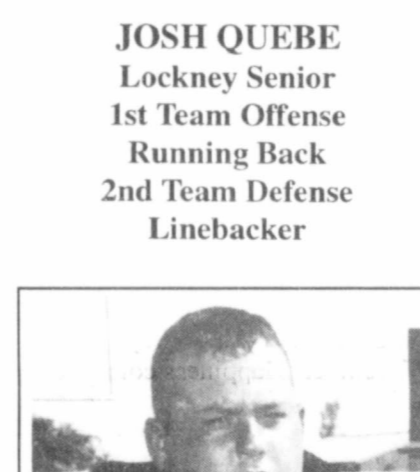 JOSH QUEBE
Lockney Senior
1st Team Offense
Running Back
2nd Team Defense
Linebacker